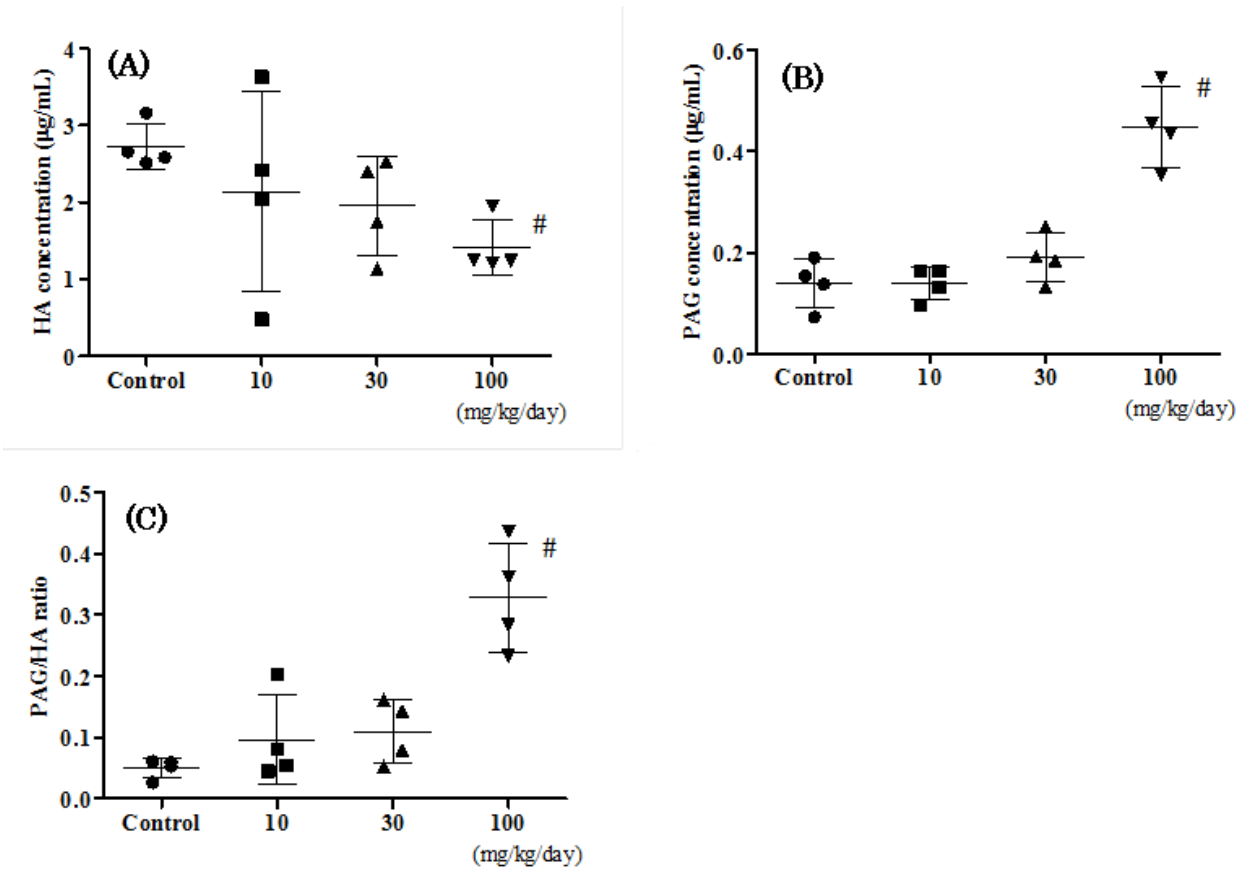 (A)
HA concentration (μg/mL)
4
3
2
1
0
#
Control 10 30 100
(mg/kg/day)
(B)
PAG concentration (μg/mL)
0.6
0.4
0.2
0.0
#
Control 10 30 100
(mg/kg/day)
(C)
PAG/HA ratio
0.5
0.4
0.3
0.2
0.1
0.0
#
Control 10 30 100
(mg/kg/day)